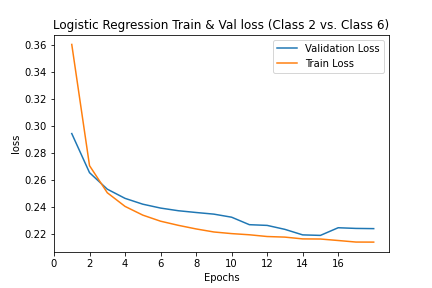 Logistic Regression Train & Val loss (Class 2 vs. Class 6)
Validation Loss
Train Loss
0.36
0.34
0.32
0.30
0.28
0.26
0.24
0.22
loss
0 2 4 6 8 10 12 14 16
Epochs